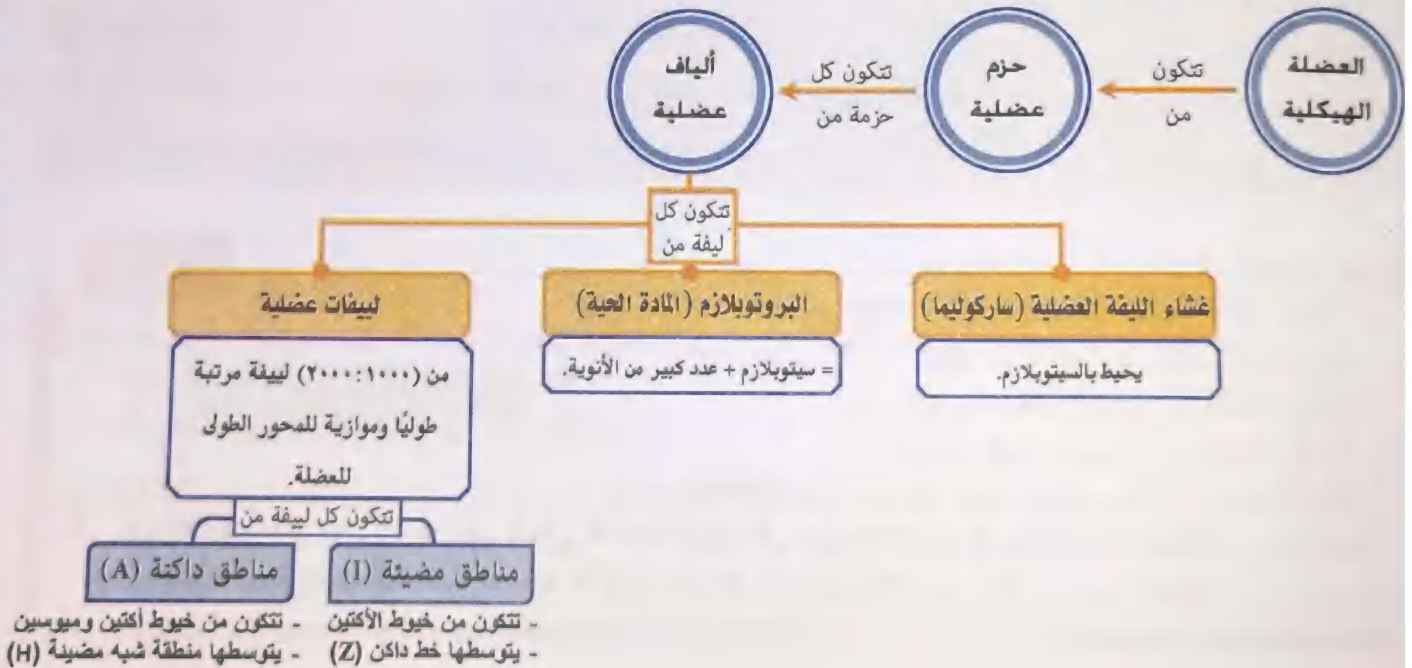 العضلة
الهيكلية
تتكون
من
حزم
عضلية
تتكون كل
حزمة من
ألياف
عضلية
تتكون كل
ليفة من
غشاء الليفة العضلية (ساركوليما)
يحيط بالسيتوبلازم.
البروتوبلازم (المادة الحية)
= سيتوبلازم + عدد كبير من الأنوية.
لييفات عضلية
من (١٠٠٠ : ٢٠٠٠) لييفة مرتبة
طوليًا وموازية للمحور الطولى
للعضلة.
تتكون كل لييفة من
مناطق مضيئة (I)
- تتكون من خيوط الأكتين
- يتوسطها خط داكن (Z)
مناطق داكنة (A)
- تتكون من خيوط أكتين وميوسين
- يتوسطها منطقة شبه مضيئة (H)